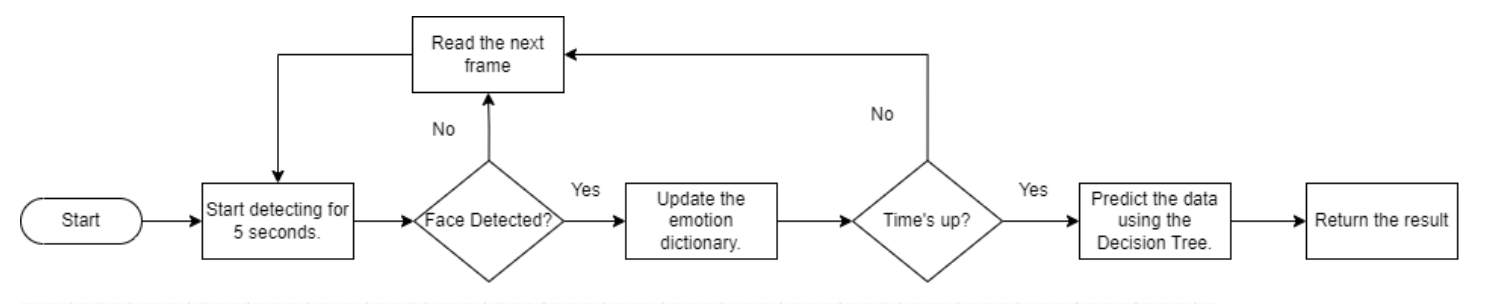 Read the next
frame
No
No
Start
Start detecting for
5 seconds.
Face Detected?
Yes
Update the
emotion
dictionary.
Time's up?
Yes
Predict the data
using the
Decision Tree.
Return the result